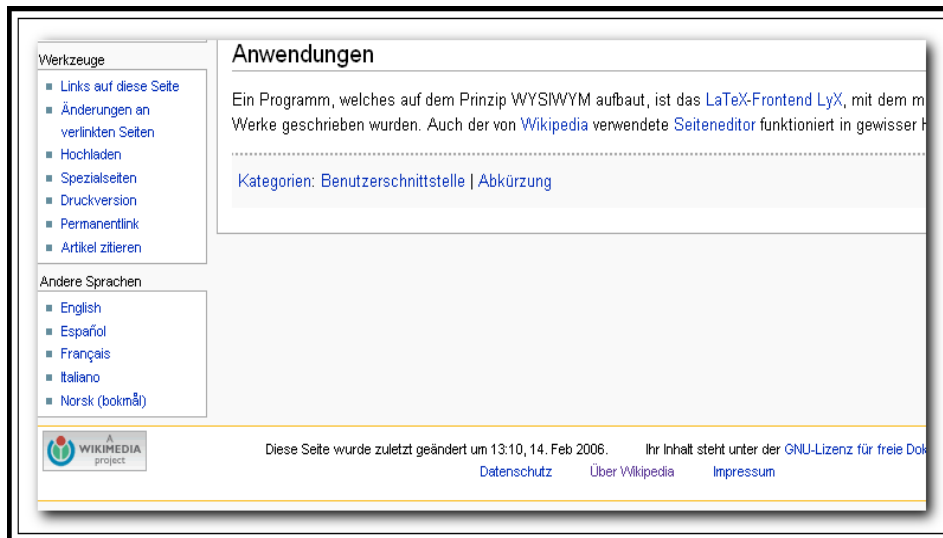 Werkzeuge
Links auf diese Seite
Änderungen an
verlinkten Seiten
Hochladen
Spezialseiten
Druckversion
Permanentlink
Artikel zitieren
Andere Sprachen
English
Español
Français
Italiano
Norsk (bokmål)
Anwendungen
Ein Programm, welches auf dem Prinzip WYSIWYM aufbaut, ist das LaTeX-Frontend LyX, mit dem m
Werke geschrieben wurden. Auch der von Wikipedia verwendete Seiteneditor funktioniert in gewisser H
Kategorien: Benutzerschnittstelle | Abkürzung
A
WIKIMEDIA
project
Diese Seite wurde zuletzt geändert um 13:10, 14. Feb 2006. Ihr Inhalt steht unter der GNU-Lizenz für freie Dok
Datenschutz Über Wikipedia Impressum